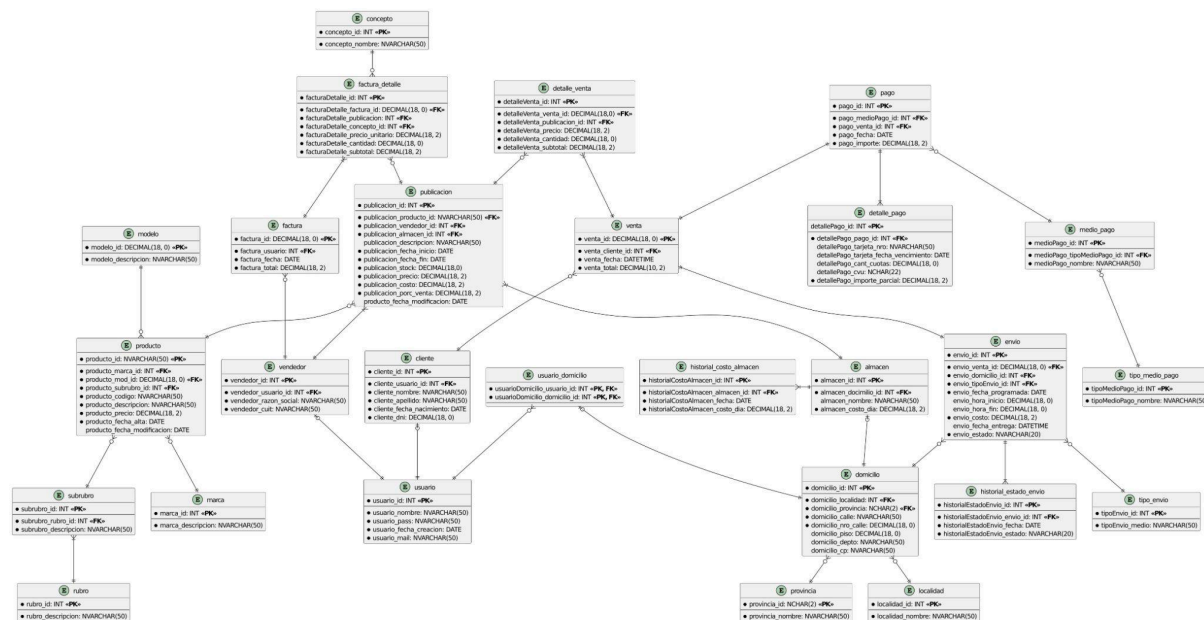 E concepto
concepto_id: INT «PK»
concepto_nombre: NVARCHAR(50)
E factura_detalle
facturaDetalle_id: INT «PK»
facturaDetalle_factura_id: DECIMAL(18, 0) «FK»
facturaDetalle_publicacion: INT «FK»
facturaDetalle_concepto_id: INT «FK»
facturaDetalle_precio_unitario: DECIMAL(18, 2)
facturaDetalle_cantidad: DECIMAL(18, 0)
facturaDetalle_subtotal: DECIMAL(18, 2)
E detalle_venta
detalleVenta_id: INT «PK»
detalleVenta_venta_id: DECIMAL(18,0) «FK»
detalleVenta_publicacion_id: INT «FK»
detalleVenta_precio: DECIMAL(18, 2)
detalleVenta_cantidad: DECIMAL(18, 0)
detalleVenta_subtotal: DECIMAL(18, 2)
E pago
pago_id: INT «PK»
pago_medioPago_id: INT «FK»
pago_venta_id: INT «FK»
pago_fecha: DATE
pago_importe: DECIMAL(18, 2)
E modelo
modelo_id: DECIMAL(18, 0) «PK»
modelo_descripcion: NVARCHAR(50)
E factura
factura_id: DECIMAL(18, 0) «PK»
factura_usuario: INT «FK»
factura_fecha: DATE
factura_total: DECIMAL(18, 2)
E publicacion
publicacion_id: INT «PK»
publicacion_producto_id: NVARCHAR(50) «FK»
publicacion_vendedor_id: INT «FK»
publicacion_almacen_id: INT «FK»
publicacion_descripcion: NVARCHAR(50)
publicacion_fecha_inicio: DATE
publicacion_fecha_fin: DATE
publicacion_stock: DECIMAL(18,0)
publicacion_precio: DECIMAL(18, 2)
publicacion_costo: DECIMAL(18, 2)
publicacion_porc_venta: DECIMAL(18, 2)
producto_fecha_modificacion: DATE
E venta
venta_id: DECIMAL(18, 0) «PK»
venta_cliente_id: INT «FK»
venta_fecha: DATETIME
venta_total: DECIMAL(10, 2)
E detalle_pago
detallePago_id: INT «PK»
detallePago_pago_id: INT «FK»
detallePago_tarjeta_nro: NVARCHAR(50)
detallePago_tarjeta_fecha_vencimiento: DATE
detallePago_cant_cuotas: DECIMAL(18, 0)
detallePago_cvu: NCHAR(22)
detallePago_importe_parcial: DECIMAL(18, 2)
E medio_pago
medioPago_id: INT «PK»
medioPago_tipoMedioPago_id: INT «FK»
medioPago_nombre: NVARCHAR(50)
E producto
producto_id: NVARCHAR(50) «PK»
producto_marca_id: INT «FK»
producto_mod_id: DECIMAL(18, 0) «FK»
producto_subrubro_id: INT «FK»
producto_codigo: NVARCHAR(50)
producto_descripcion: NVARCHAR(50)
producto_precio: DECIMAL(18, 2)
producto_fecha_alta: DATE
producto_fecha_modificacion: DATE
E vendedor
vendedor_id: INT «PK»
vendedor_usuario_id: INT «FK»
vendedor_razon_social: NVARCHAR(50)
vendedor_cuit: NVARCHAR(50)
E cliente
cliente_id: INT «PK»
cliente_usuario_id: INT «FK»
cliente_nombre: NVARCHAR(50)
cliente_apellido: NVARCHAR(50)
cliente_fecha_nacimiento: DATE
cliente_dni: DECIMAL(18, 0)
E usuario_domicilio
usuarioDomicilio_usuario_id: INT «PK, FK»
usuarioDomicilio_domicilio_id: INT «PK, FK»
E historial_costo_almacen
historialCostoAlmacen_id: INT «PK»
historialCostoAlmacen_almacen_id: INT «FK»
historialCostoAlmacen_fecha: DATE
historialCostoAlmacen_costo_dia: DECIMAL(18, 2)
E almacen
almacen_id: INT «PK»
almacen_docimilio_id: INT «FK»
almacen_nombre: NVARCHAR(50)
almacen_costo_dia: DECIMAL(18, 2)
E envio
envio_id: INT «PK»
envio_venta_id: DECIMAL(18, 0) «FK»
envio_domicilio_id: INT «FK»
envio_tipoEnvio_id: INT «FK»
envio_fecha_programada: DATE
envio_hora_inicio: DECIMAL(18, 0)
envio_hora_fin: DECIMAL(18, 0)
envio_costo: DECIMAL(18, 2)
envio_fecha_entrega: DATETIME
envio_estado: NVARCHAR(20)
E tipo_medio_pago
tipoMedioPago_id: INT «PK»
tipoMedioPago_nombre: NVARCHAR(50)
E subrubro
subrubro_id: INT «PK»
subrubro_rubro_id: INT «FK»
subrubro_descripcion: NVARCHAR(50)
E marca
marca_id: INT «PK»
marca_descripcion: NVARCHAR(50)
E usuario
usuario_id: INT «PK»
usuario_nombre: NVARCHAR(50)
usuario_pass: NVARCHAR(50)
usuario_fecha_creacion: DATE
usuario_mail: NVARCHAR(50)
E domicilio
domicilio_id: INT «PK»
domicilio_localidad: INT «FK»
domicilio_provincia: NCHAR(2) «FK»
domicilio_calle: NVARCHAR(50)
domicilio_nro_calle: DECIMAL(18, 0)
domicilio_piso: DECIMAL(18, 0)
domicilio_depto: NVARCHAR(50)
domicilio_cp: NVARCHAR(50)
E historial_estado_envio
historialEstadoEnvio_id: INT «PK»
historialEstadoEnvio_envio_id: INT «FK»
historialEstadoEnvio_fecha: DATE
historialEstadoEnvio_estado: NVARCHAR(20)
E tipo_envio
tipoEnvio_id: INT «PK»
tipoEnvio_medio: NVARCHAR(50)
E rubro
rubro_id: INT «PK»
rubro_descripcion: NVARCHAR(50)
E provincia
provincia_id: NCHAR(2) «PK»
provincia_nombre: NVARCHAR(50)
E localidad
localidad_id: INT «PK»
localidad_nombre: NVARCHAR(50)